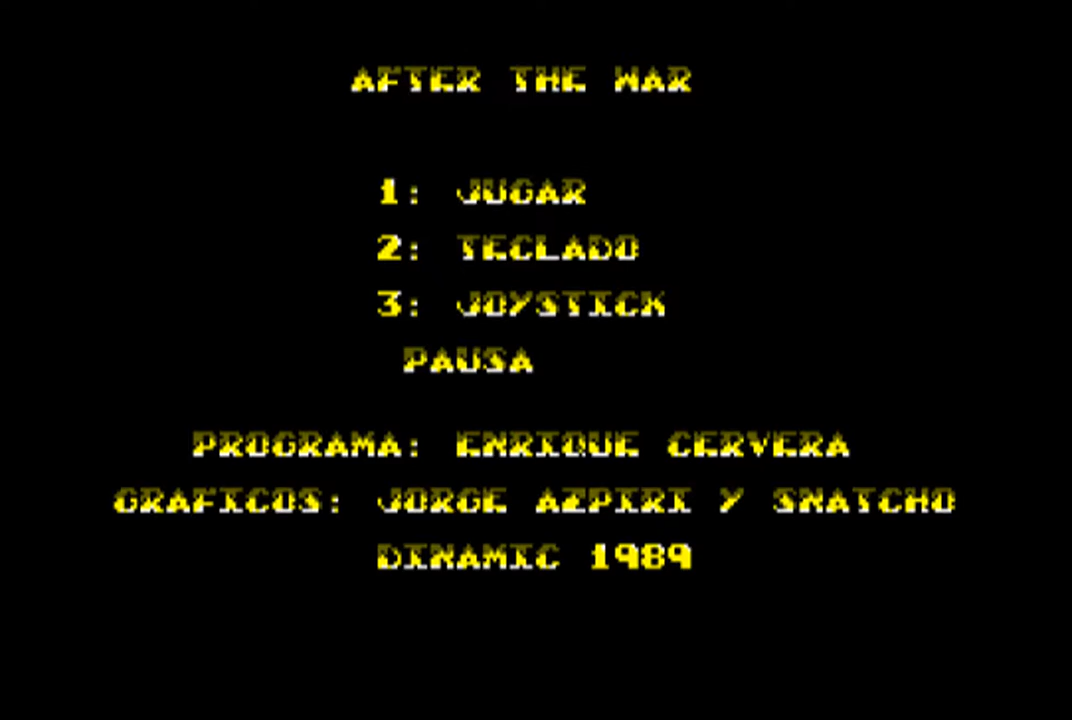 AFTER THE WAR
1: JUGAR
2: TECLADO
3: JOYSTICK
PAUSA
PROGRAMA: ENRIQUE CERVERA
GRAFICOS: JORGE AZPIRI Y SNATCHO
DINAMIC 1989